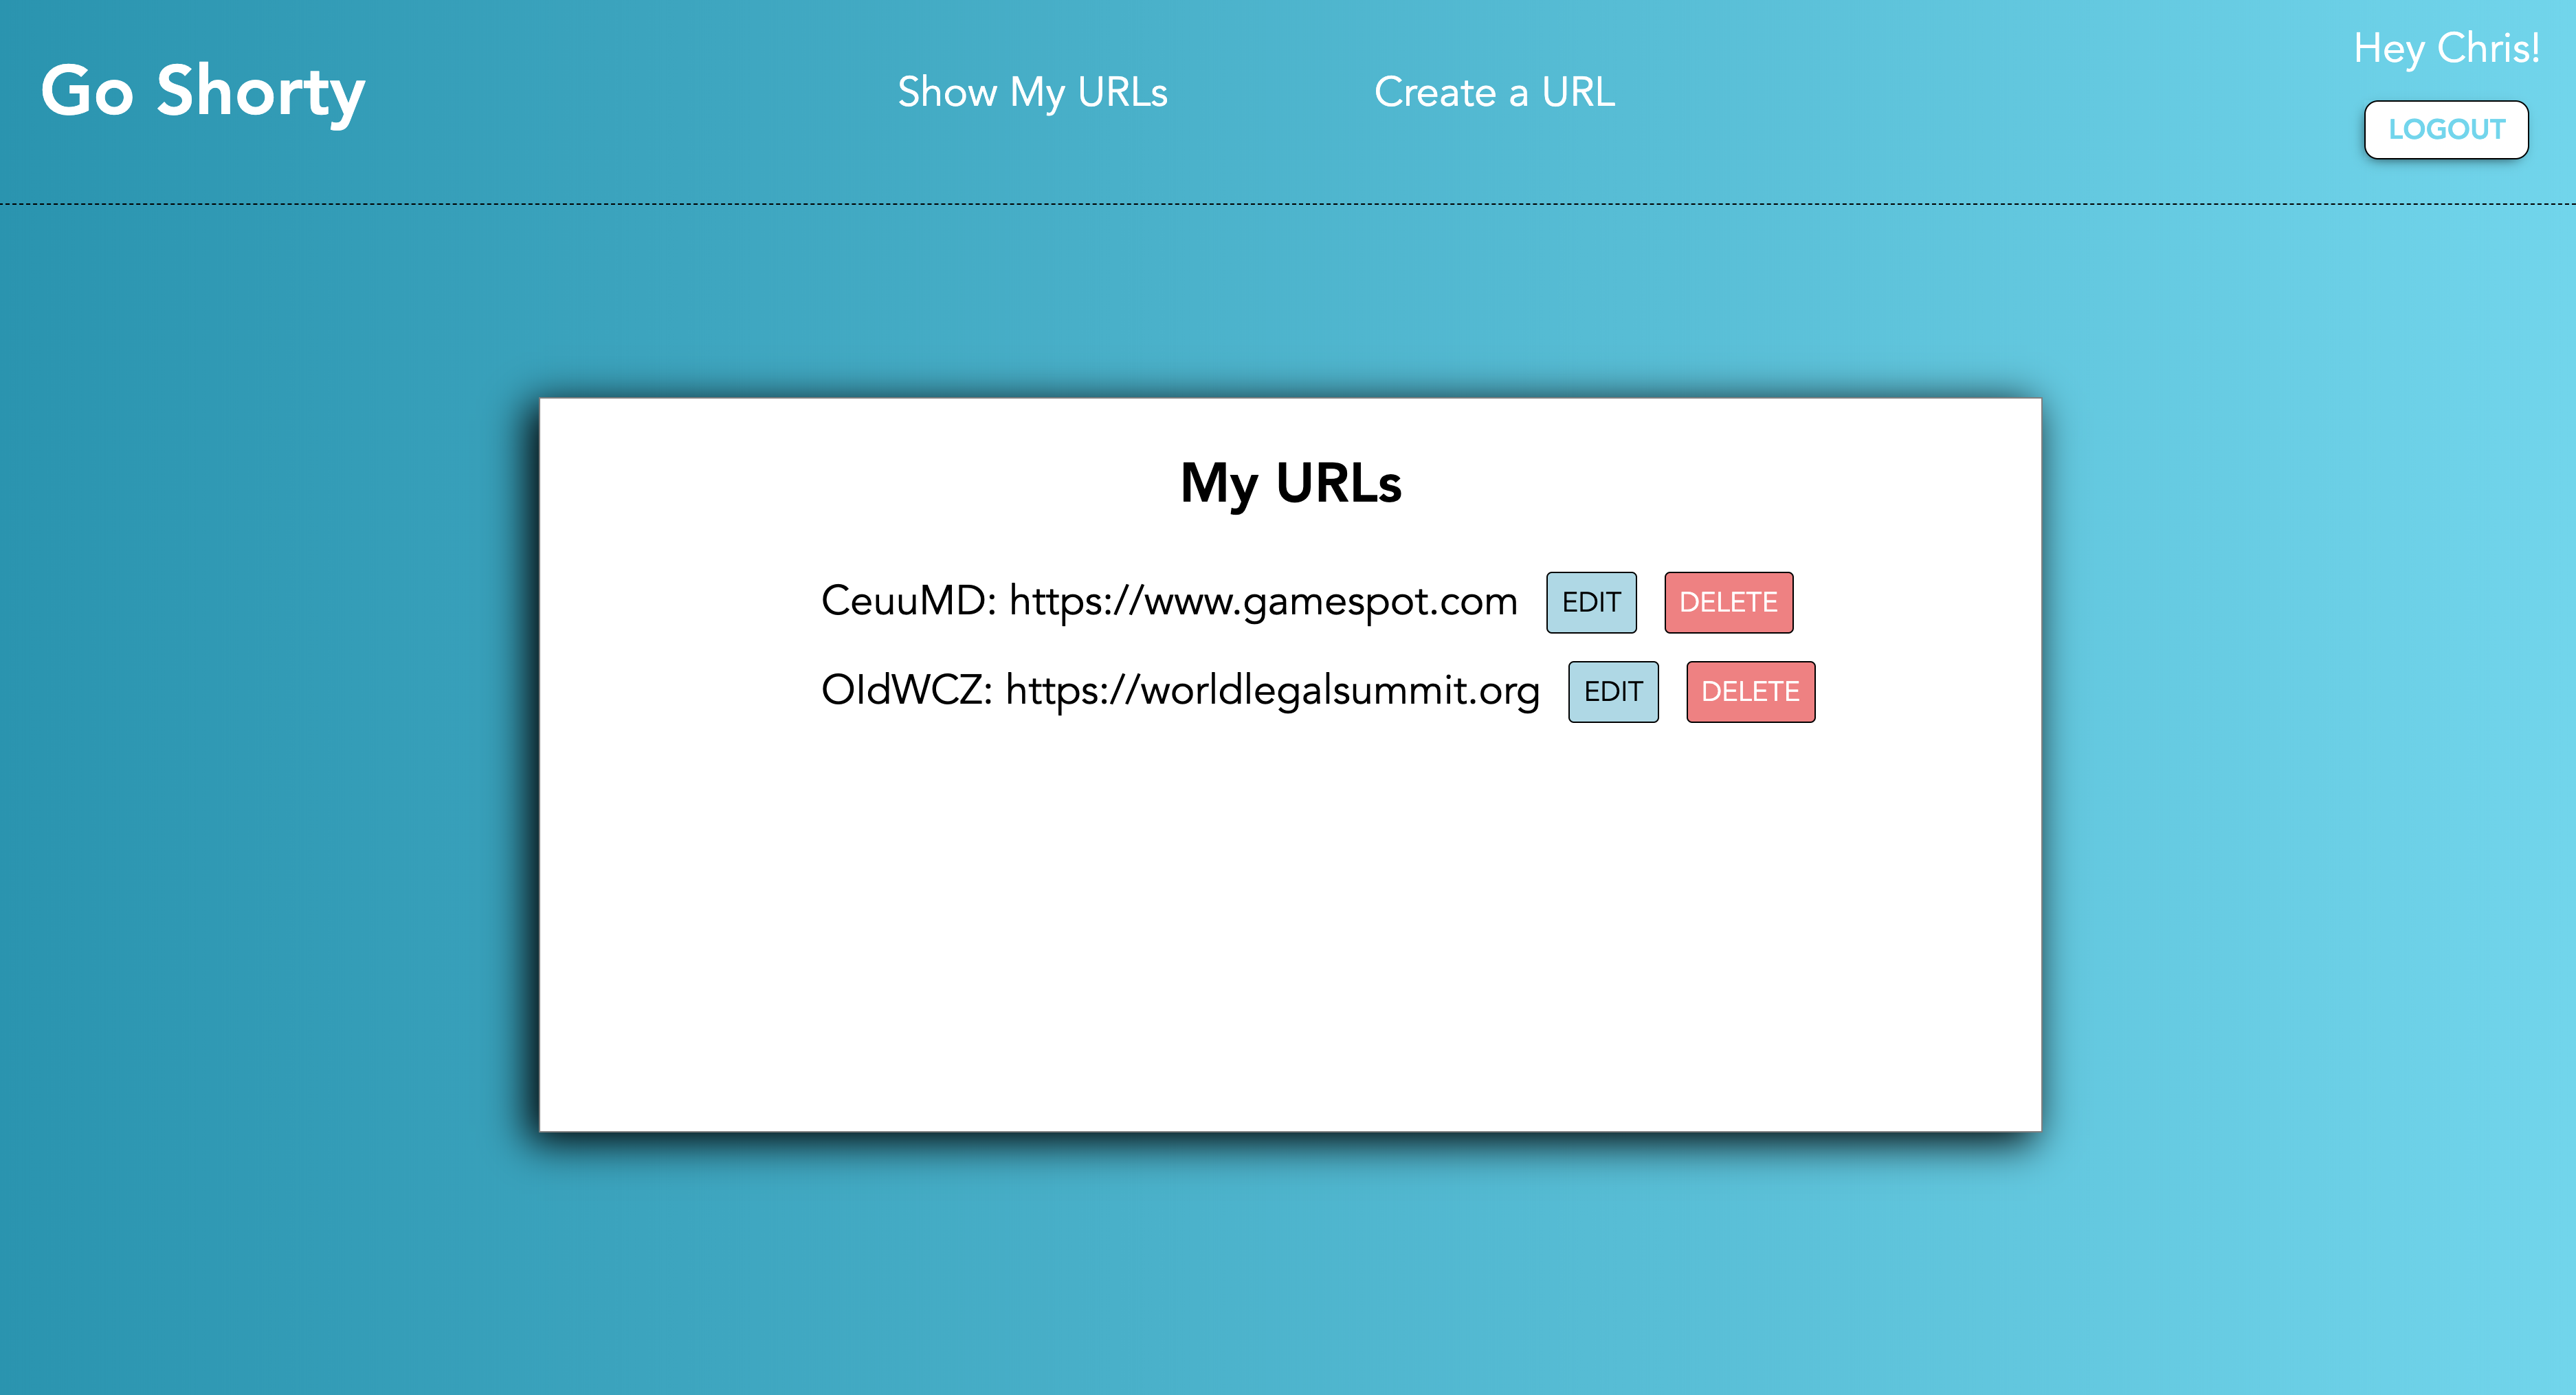 Go Shorty
Show My URLs
Create a URL
Hey Chris!
LOGOUT
My URLs
CeuuMD: https://www.gamespot.com EDIT DELETE
OldWCZ: https://worldlegalsummit.org EDIT DELETE